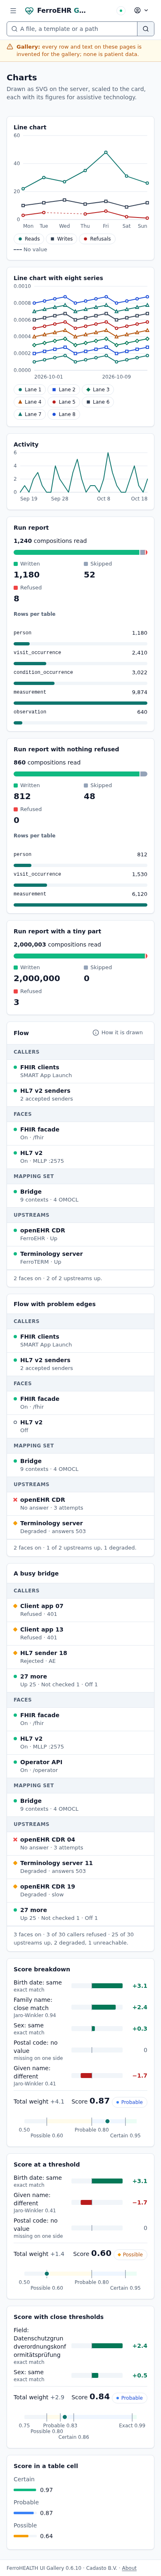 FerroEHR G…
A file, a template or a path
Gallery: every row and text on these pages is invented for the gallery; none is patient data.
Charts
Drawn as SVG on the server, scaled to the card, each with its figures for assistive technology.
Line chart
60
40
20
0
Mon Tue Wed Thu Fri Sat Sun
Reads Writes Refusals
No value
Line chart with eight series
0.0010
0.0008
0.0006
0.0004
0.0002
0.0000
2026-10-01 2026-10-09
Lane 1 Lane 2 Lane 3
Lane 4 Lane 5 Lane 6
Lane 7 Lane 8
Activity
6
4
2
0
Sep 19 Sep 28 Oct 8 Oct 18
Run report
1,240 compositions read
Written Skipped
1,180 52
Refused
8
Rows per table
person 1,180
visit_occurrence 2,410
condition_occurrence 3,022
measurement 9,874
observation 640
Run report with nothing refused
860 compositions read
Written Skipped
812 48
Refused
0
Rows per table
person 812
visit_occurrence 1,530
measurement 6,120
Run report with a tiny part
2,000,003 compositions read
Written Skipped
2,000,000 0
Refused
3
Flow How it is drawn
CALLERS
FHIR clients
SMART App Launch
HL7 v2 senders
2 accepted senders
FACES
FHIR facade
On · /fhir
HL7 v2
On · MLLP :2575
MAPPING SET
Bridge
9 contexts · 4 OMOCL
UPSTREAMS
openEHR CDR
FerroEHR · Up
Terminology server
FerroTERM · Up
2 faces on · 2 of 2 upstreams up.
Flow with problem edges
CALLERS
FHIR clients
SMART App Launch
HL7 v2 senders
2 accepted senders
FACES
FHIR facade
On · /fhir
HL7 v2
Off
MAPPING SET
Bridge
9 contexts · 4 OMOCL
UPSTREAMS
openEHR CDR
No answer · 3 attempts
Terminology server
Degraded · answers 503
2 faces on · 1 of 2 upstreams up, 1 degraded.
A busy bridge
CALLERS
Client app 07
Refused · 401
Client app 13
Refused · 401
HL7 sender 18
Rejected · AE
27 more
Up 25 · Not checked 1 · Off 1
FACES
FHIR facade
On · /fhir
HL7 v2
On · MLLP :2575
Operator API
On · /operator
MAPPING SET
Bridge
9 contexts · 4 OMOCL
UPSTREAMS
openEHR CDR 04
No answer · 3 attempts
Terminology server 11
Degraded · answers 503
openEHR CDR 19
Degraded · slow
27 more
Up 25 · Not checked 1 · Off 1
3 faces on · 3 of 30 callers refused · 25 of 30 upstreams up, 2 degraded, 1 unreachable.
Score breakdown
Birth date: same
exact match +3.1
Family name: close match
Jaro-Winkler 0.94 +2.4
Sex: same
exact match +0.3
Postal code: no value
missing on one side 0
Given name: different
Jaro-Winkler 0.41 −1.7
Total weight +4.1 Score 0.87 Probable
0.50 Probable 0.80
Possible 0.60 Certain 0.95
Score at a threshold
Birth date: same
exact match +3.1
Given name: different
Jaro-Winkler 0.41 −1.7
Postal code: no value
missing on one side 0
Total weight +1.4 Score 0.60 Possible
0.50 Probable 0.80
Possible 0.60 Certain 0.95
Score with close thresholds
Field:
Datenschutzgrun
dverordnungskonf
ormitätsprüfung
exact match +2.4
Sex: same
exact match +0.5
Total weight +2.9 Score 0.84 Probable
0.75 Probable 0.83 Exact 0.99
Possible 0.80
Certain 0.86
Score in a table cell
Certain
0.97
Probable
0.87
Possible
0.64
FerroHEALTH UI Gallery 0.6.10 · Cadasto B.V. · About